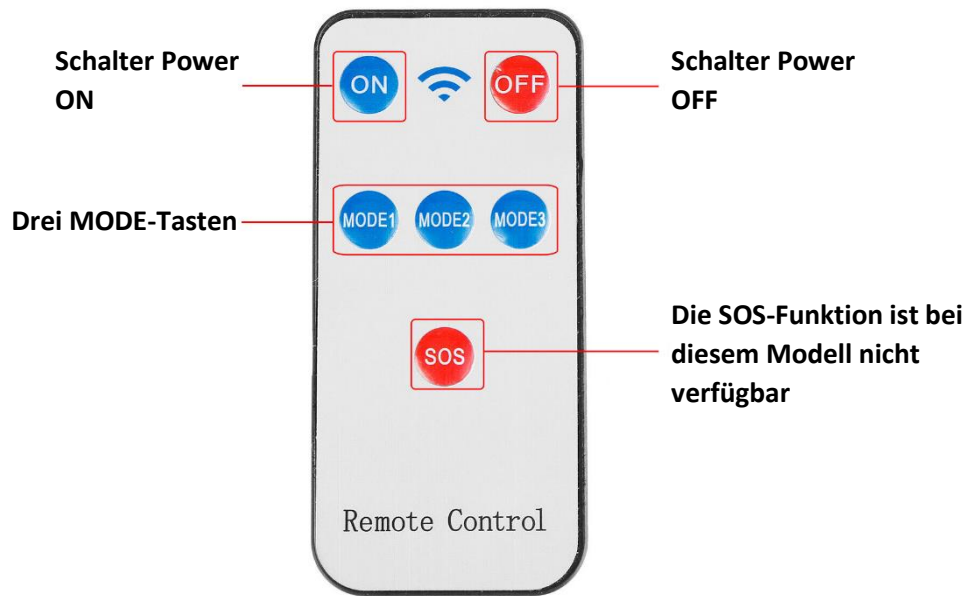 Schalter Power
ON
ON
OFF
Schalter Power
OFF
Drei MODE-Tasten
MODE1
MODE2
MODE3
SOS
Die SOS-Funktion ist bei
diesem Modell nicht
verfügbar
Remote Control